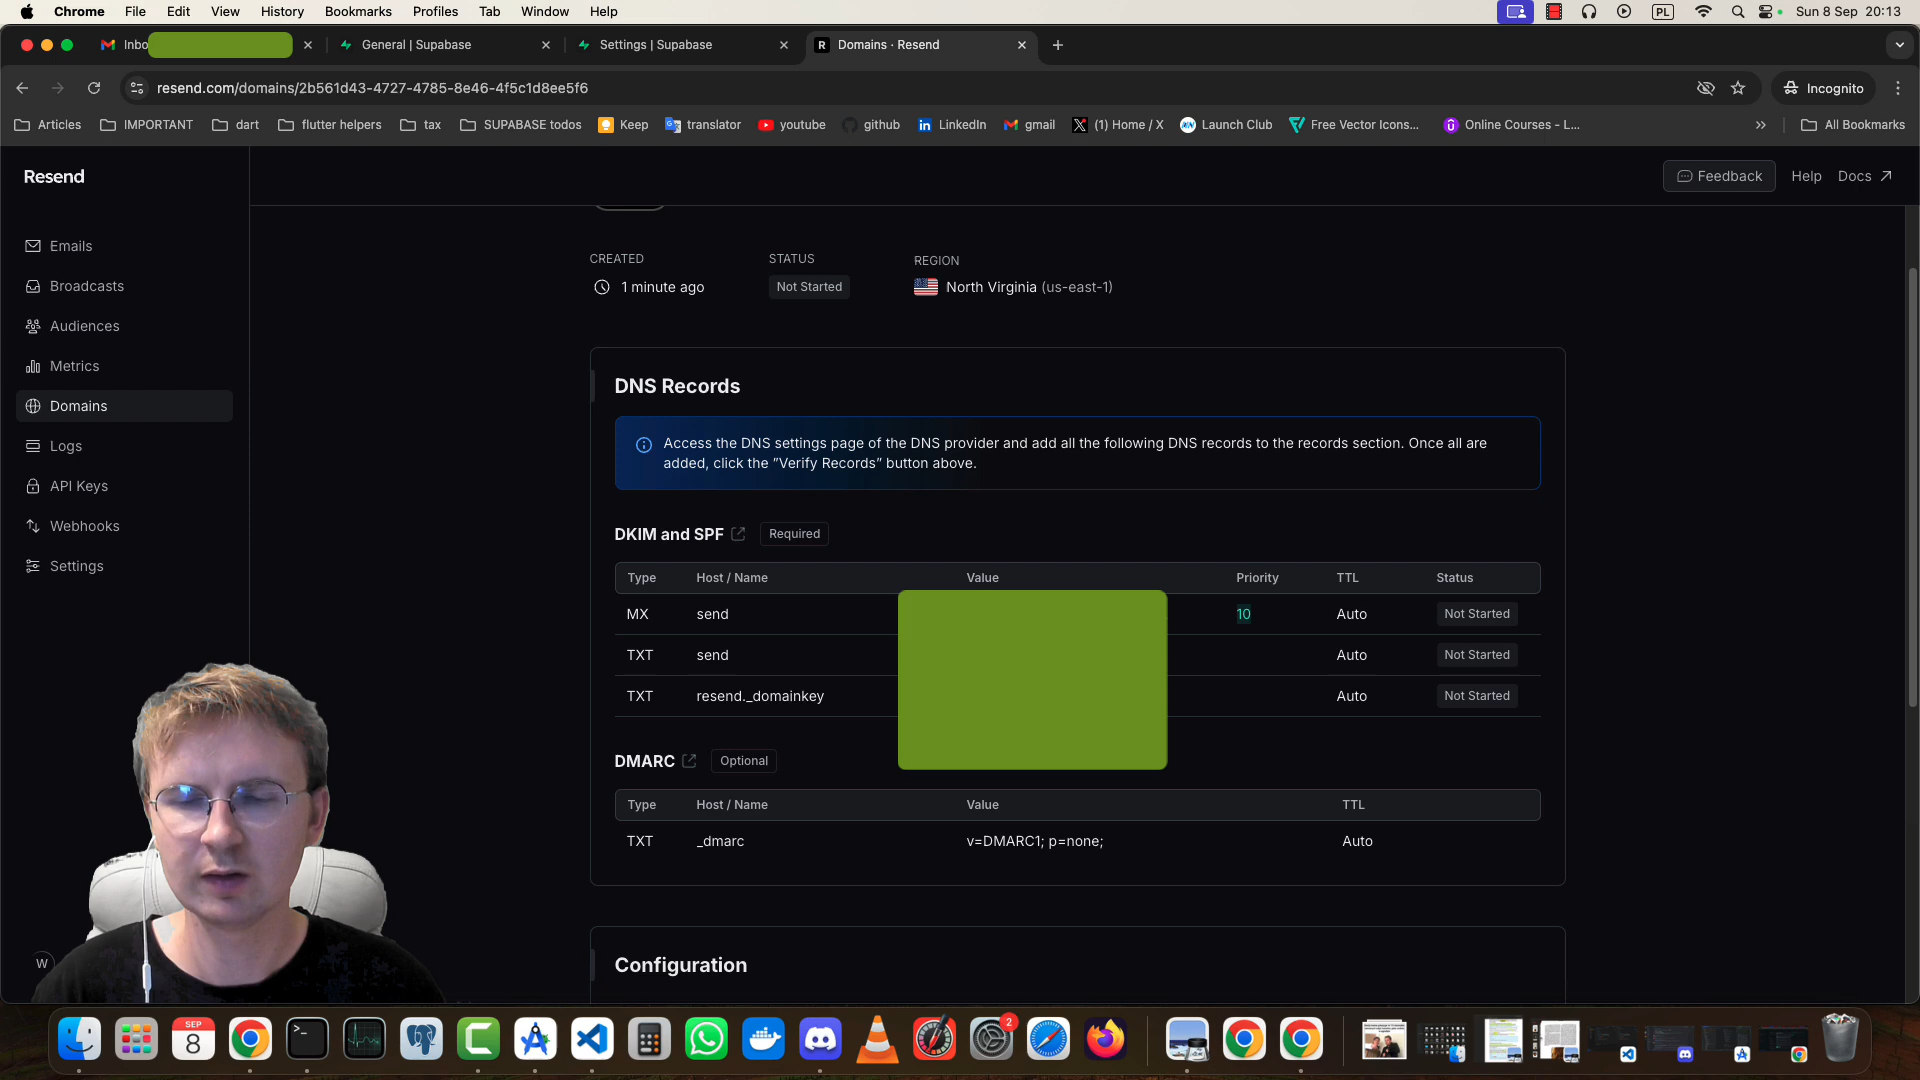 Chrome File Edit View History Bookmarks Profiles Tab Window Help PL Sun 8 Sep 20:13
Inbo General | Supabase Settings | Supabase R Domains · Resend
resend.com/domains/2b561d43-4727-4785-8e46-4f5c1d8ee5f6 Incognito
Articles IMPORTANT dart flutter helpers tax SUPABASE todos Keep translator youtube github LinkedIn gmail (1) Home / X Launch Club Free Vector Icons... Online Courses - L... All Bookmarks
Resend
Feedback Help Docs
Emails
Broadcasts
Audiences
Metrics
Domains
Logs
API Keys
Webhooks
Settings
W
CREATED STATUS REGION
1 minute ago Not Started North Virginia (us-east-1)
DNS Records
Access the DNS settings page of the DNS provider and add all the following DNS records to the records section. Once all are
added, click the “Verify Records” button above.
DKIM and SPF Required
Type Host / Name Value Priority TTL Status
MX send 10 Auto Not Started
TXT send Auto Not Started
TXT resend._domainkey Auto Not Started
DMARC Optional
Type Host / Name Value TTL
TXT _dmarc v=DMARC1; p=none; Auto
Configuration
SEP
8
2